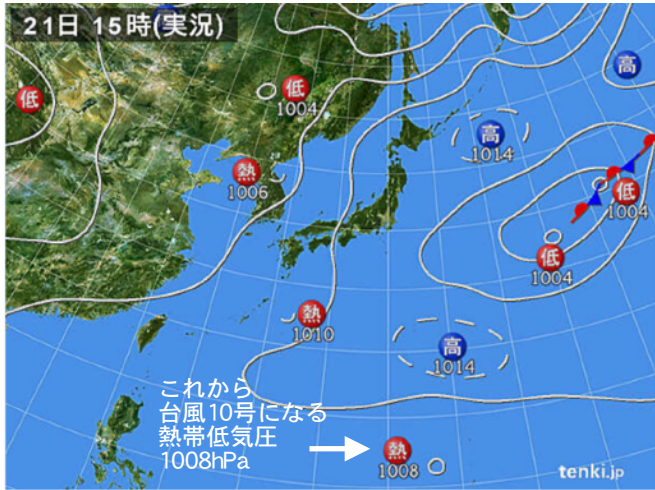 21日 15時(実況)
高
低
低
1004
高
1014
熱
1006
低
1004
低
1004
熱
1010
高
1014
これから
台風10号になる
熱帯低気圧
1008hPa
熱
1008
tenki.jp